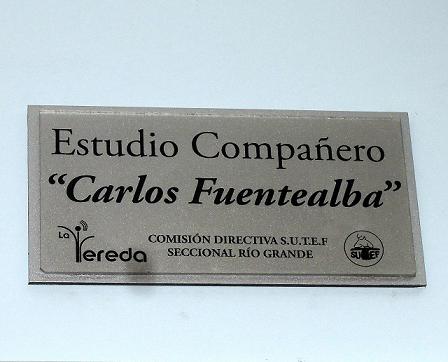 Estudio Compañero
“Carlos Fuentealba”
La Vereda
COMISIÓN DIRECTIVA S.U.T.E.F
SECCIONAL RÍO GRANDE
SUTEF